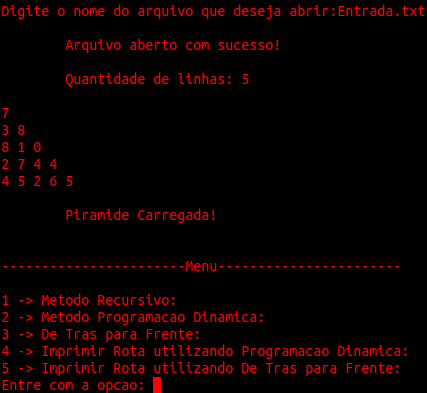 Digite o nome do arquivo que deseja abrir:Entrada.txt
Arquivo aberto com sucesso!
Quantidade de linhas: 5
7
3 8
8 1 0
2 7 4 4
4 5 2 6 5
Piramide Carregada!
-----------------------Menu-----------------------
1 -> Metodo Recursivo:
2 -> Metodo Programacao Dinamica:
3 -> De Tras para Frente:
4 -> Imprimir Rota utilizando Programacao Dinamica:
5 -> Imprimir Rota utilizando De Tras para Frente:
Entre com a opcao: